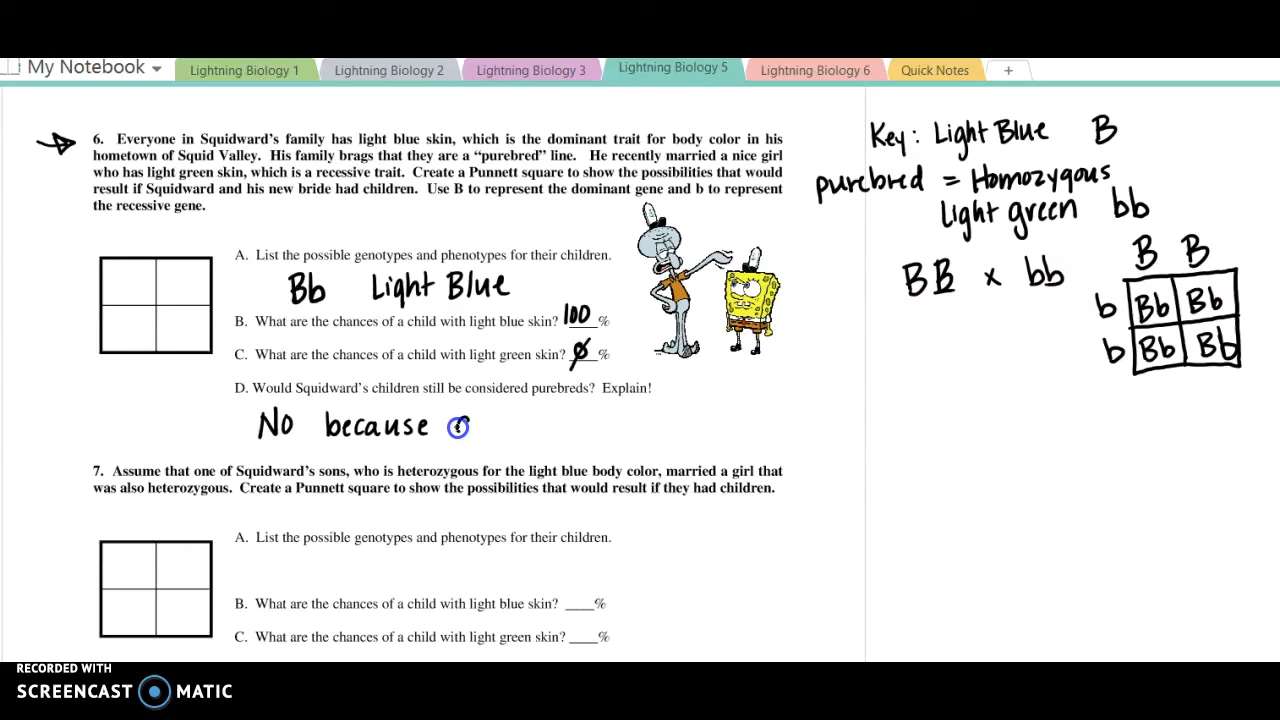 My Notebook
Lightning Biology 1
Lightning Biology 2
Lightning Biology 3
Lightning Biology 5
Lightning Biology 6
Quick Notes
+
6. Everyone in Squidward's family has light blue skin, which is the dominant trait for body color in his
hometown of Squid Valley. His family brags that they are a "purebred" line. He recently married a nice girl
who has light green skin, which is a recessive trait. Create a Punnett square to show the possibilities that would
result if Squidward and his new bride had children. Use B to represent the dominant gene and b to represent
the recessive gene.
A. List the possible genotypes and phenotypes for their children.
Bb Light Blue
B. What are the chances of a child with light blue skin? 100%
C. What are the chances of a child with light green skin? 0%
D. Would Squidward's children still be considered purebreds? Explain!
No because
7. Assume that one of Squidward's sons, who is heterozygous for the light blue body color, married a girl that
was also heterozygous. Create a Punnett square to show the possibilities that would result if they had children.
A. List the possible genotypes and phenotypes for their children.
B. What are the chances of a child with light blue skin? ____%
C. What are the chances of a child with light green skin? ____%
Key: Light Blue B
purebred = Homozygous
light green bb
BB x bb
B B
b Bb Bb
b Bb Bb
RECORDED WITH
SCREENCAST MATIC